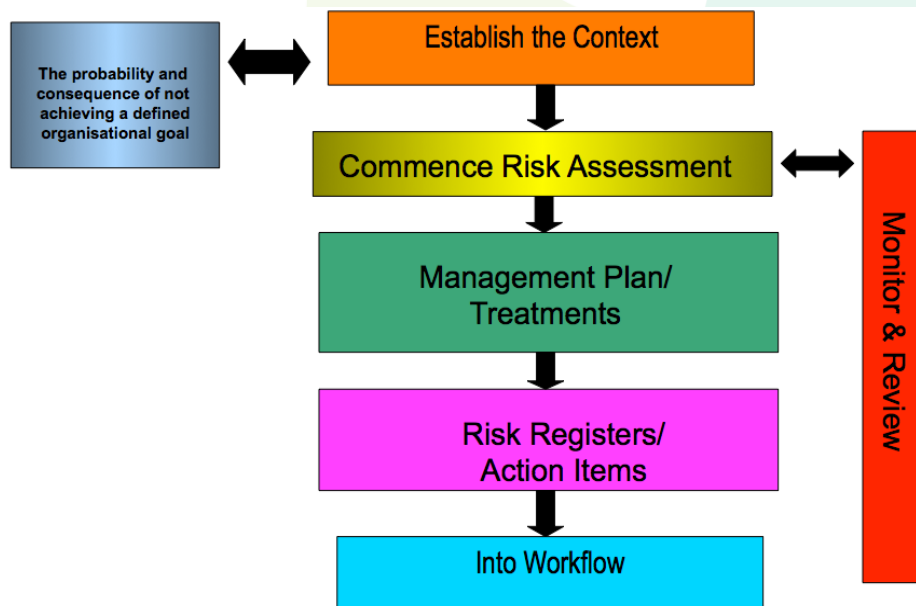 Establish the Context
The probability and
consequence of not
achieving a defined
organisational goal
Commence Risk Assessment
Management Plan/
Treatments
Risk Registers/
Action Items
Into Workflow
Monitor & Review